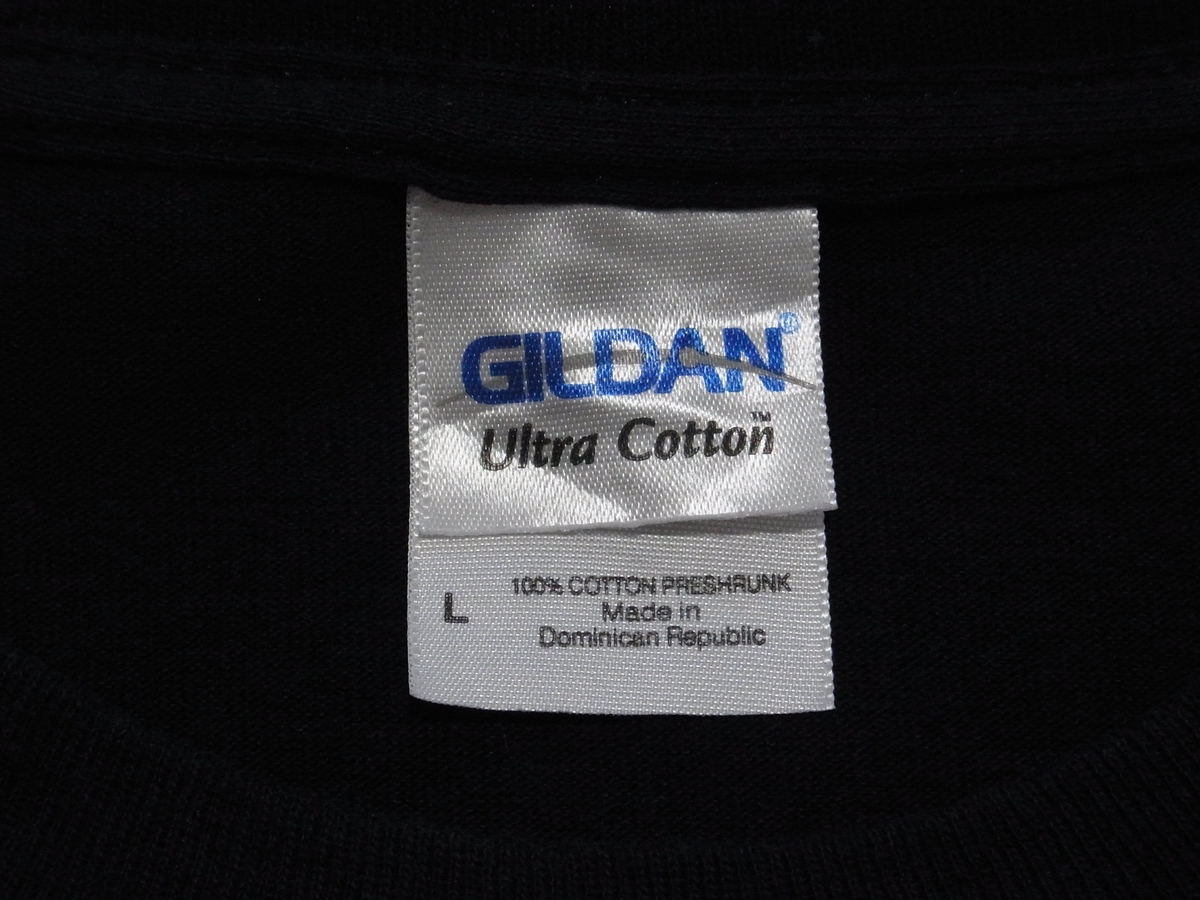 GILDAN®
Ultra Cotton™
100% COTTON PRESHRUNK
L
Made in
Dominican Republic